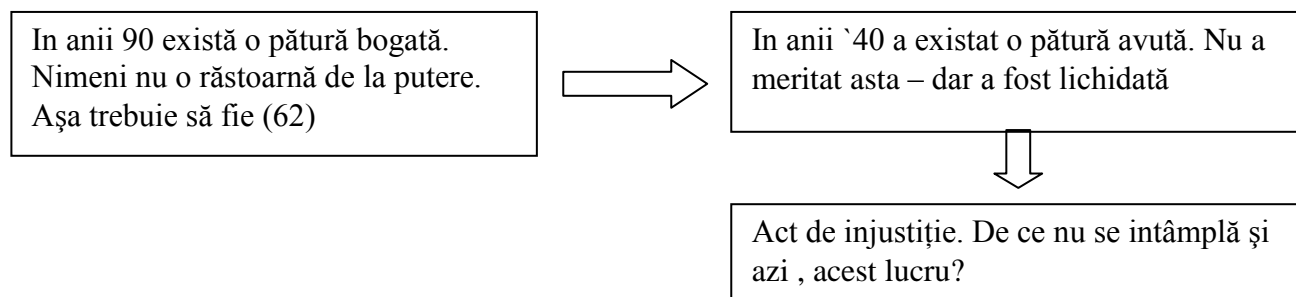 In anii 90 există o pătură bogată.
Nimeni nu o răstoarnă de la putere.
Aşa trebuie să fie (62)
In anii `40 a existat o pătură avută. Nu a
meritat asta – dar a fost lichidată
Act de injustiție. De ce nu se intâmplă şi
azi , acest lucru?